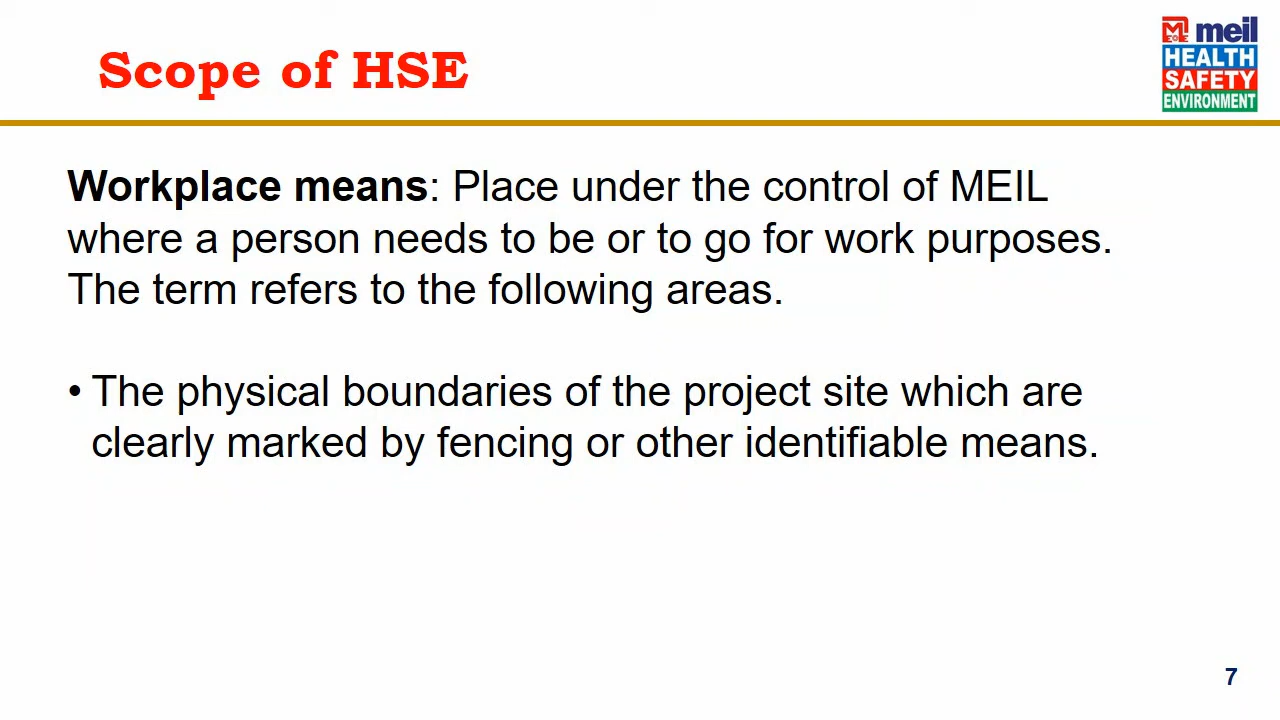 Scope of HSE
meil
HEALTH
SAFETY
ENVIRONMENT
Workplace means: Place under the control of MEIL
where a person needs to be or to go for work purposes.
The term refers to the following areas.
• The physical boundaries of the project site which are
clearly marked by fencing or other identifiable means.
7